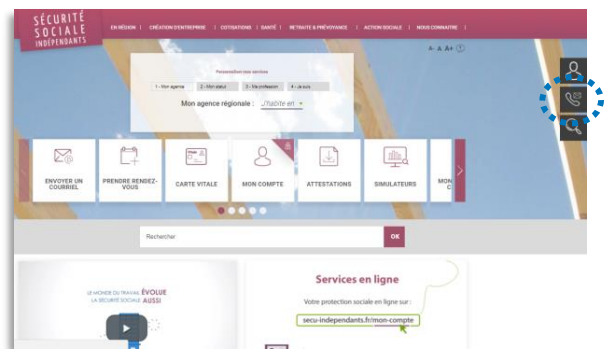 SÉCURITÉ
SOCIALE
INDÉPENDANTS
EN RÉGION | CRÉATION D'ENTREPRISE | COTISATIONS | SANTÉ | RETRAITE & PRÉVOYANCE | ACTION SOCIALE | NOUS CONNAITRE |
A- A A+ ?
Personnalisez vos services
1 - Mon agence 2 - Mon statut 3 - Ma profession 4 - Je suis
Mon agence régionale : J'habite en
ENVOYER UN
COURRIEL
PRENDRE RENDEZ-
VOUS
CARTE VITALE
MON COMPTE
ATTESTATIONS
SIMULATEURS
MON
C
Rechercher
OK
LE MONDE DU TRAVAIL ÉVOLUE
LA SÉCURITÉ SOCIALE AUSSI
Services en ligne
Votre protection sociale en ligne sur :
secu-independants.fr/mon-compte